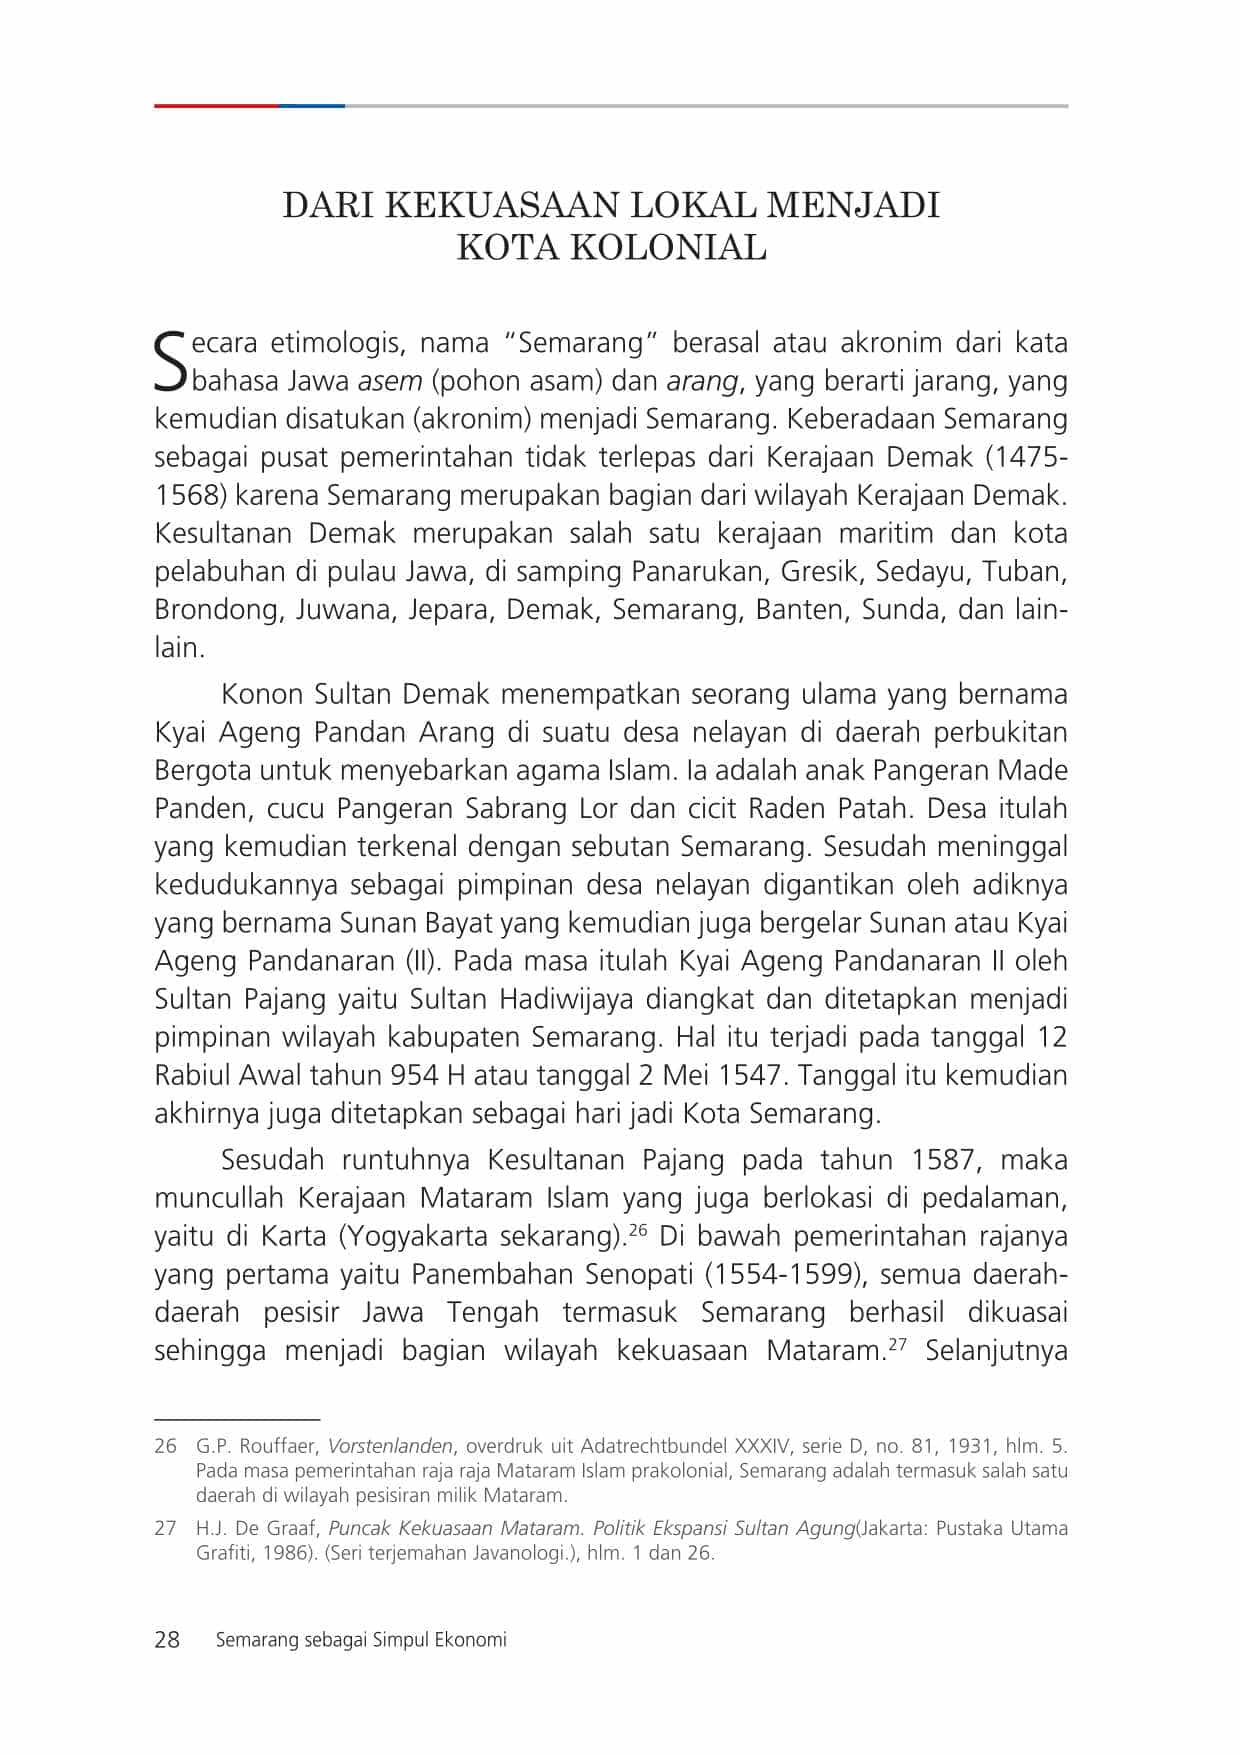 DARI KEKUASAAN LOKAL MENJADI
KOTA KOLONIAL
Secara etimologis, nama “Semarang” berasal atau akronim dari kata
bahasa Jawa asem (pohon asam) dan arang, yang berarti jarang, yang
kemudian disatukan (akronim) menjadi Semarang. Keberadaan Semarang
sebagai pusat pemerintahan tidak terlepas dari Kerajaan Demak (1475-
1568) karena Semarang merupakan bagian dari wilayah Kerajaan Demak.
Kesultanan Demak merupakan salah satu kerajaan maritim dan kota
pelabuhan di pulau Jawa, di samping Panarukan, Gresik, Sedayu, Tuban,
Brondong, Juwana, Jepara, Demak, Semarang, Banten, Sunda, dan lain-
lain.
Konon Sultan Demak menempatkan seorang ulama yang bernama
Kyai Ageng Pandan Arang di suatu desa nelayan di daerah perbukitan
Bergota untuk menyebarkan agama Islam. Ia adalah anak Pangeran Made
Panden, cucu Pangeran Sabrang Lor dan cicit Raden Patah. Desa itulah
yang kemudian terkenal dengan sebutan Semarang. Sesudah meninggal
kedudukannya sebagai pimpinan desa nelayan digantikan oleh adiknya
yang bernama Sunan Bayat yang kemudian juga bergelar Sunan atau Kyai
Ageng Pandanaran (II). Pada masa itulah Kyai Ageng Pandanaran II oleh
Sultan Pajang yaitu Sultan Hadiwijaya diangkat dan ditetapkan menjadi
pimpinan wilayah kabupaten Semarang. Hal itu terjadi pada tanggal 12
Rabiul Awal tahun 954 H atau tanggal 2 Mei 1547. Tanggal itu kemudian
akhirnya juga ditetapkan sebagai hari jadi Kota Semarang.
Sesudah runtuhnya Kesultanan Pajang pada tahun 1587, maka
muncullah Kerajaan Mataram Islam yang juga berlokasi di pedalaman,
yaitu di Karta (Yogyakarta sekarang).26 Di bawah pemerintahan rajanya
yang pertama yaitu Panembahan Senopati (1554-1599), semua daerah-
daerah pesisir Jawa Tengah termasuk Semarang berhasil dikuasai
sehingga menjadi bagian wilayah kekuasaan Mataram.27 Selanjutnya
26 G.P. Rouffaer, Vorstenlanden, overdruk uit Adatrechtbundel XXXIV, serie D, no. 81, 1931, hlm. 5.
Pada masa pemerintahan raja raja Mataram Islam prakolonial, Semarang adalah termasuk salah satu
daerah di wilayah pesisiran milik Mataram.
27 H.J. De Graaf, Puncak Kekuasaan Mataram. Politik Ekspansi Sultan Agung(Jakarta: Pustaka Utama
Grafiti, 1986). (Seri terjemahan Javanologi.), hlm. 1 dan 26.
28 Semarang sebagai Simpul Ekonomi